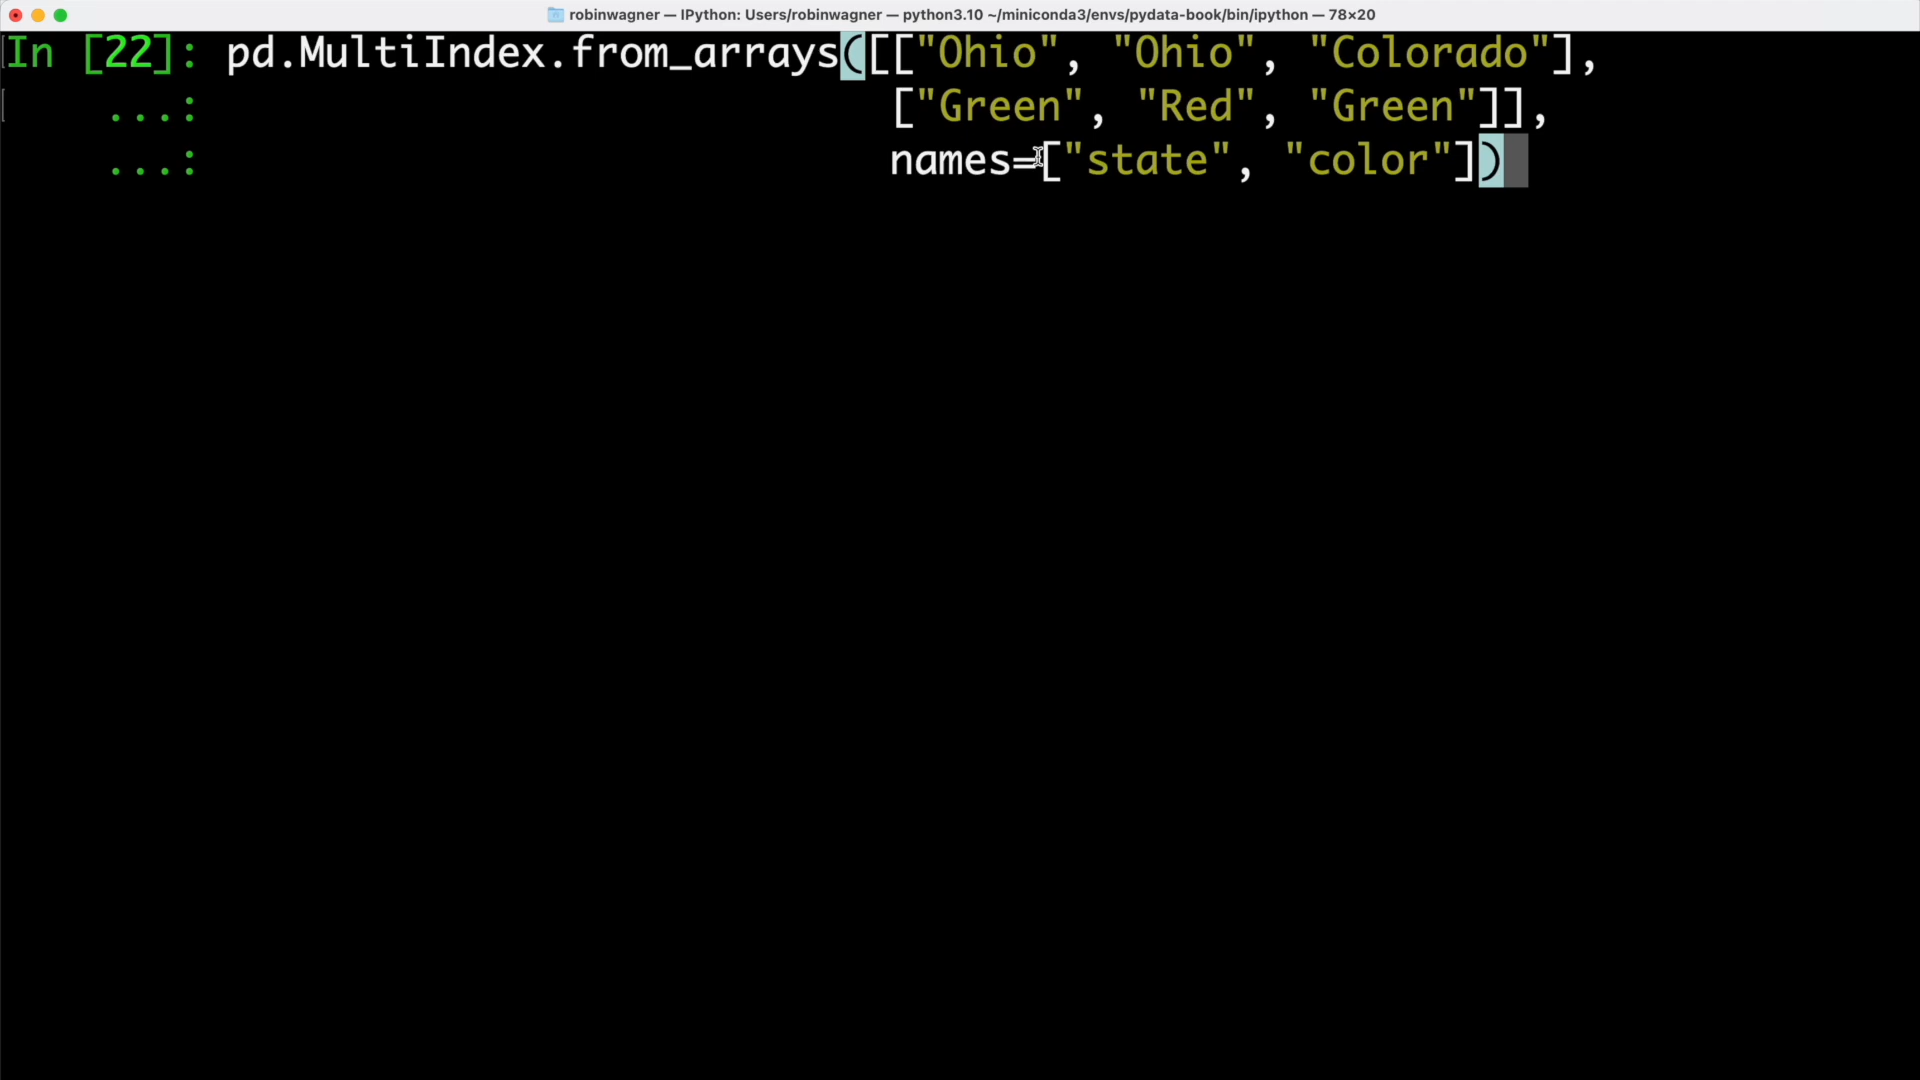 robinwagner — IPython: Users/robinwagner — python3.10 ~/miniconda3/envs/pydata-book/bin/ipython — 78×20
In [22]: pd.MultiIndex.from_arrays([["Ohio", "Ohio", "Colorado"],
...: ["Green", "Red", "Green"]],
...: names=["state", "color"])